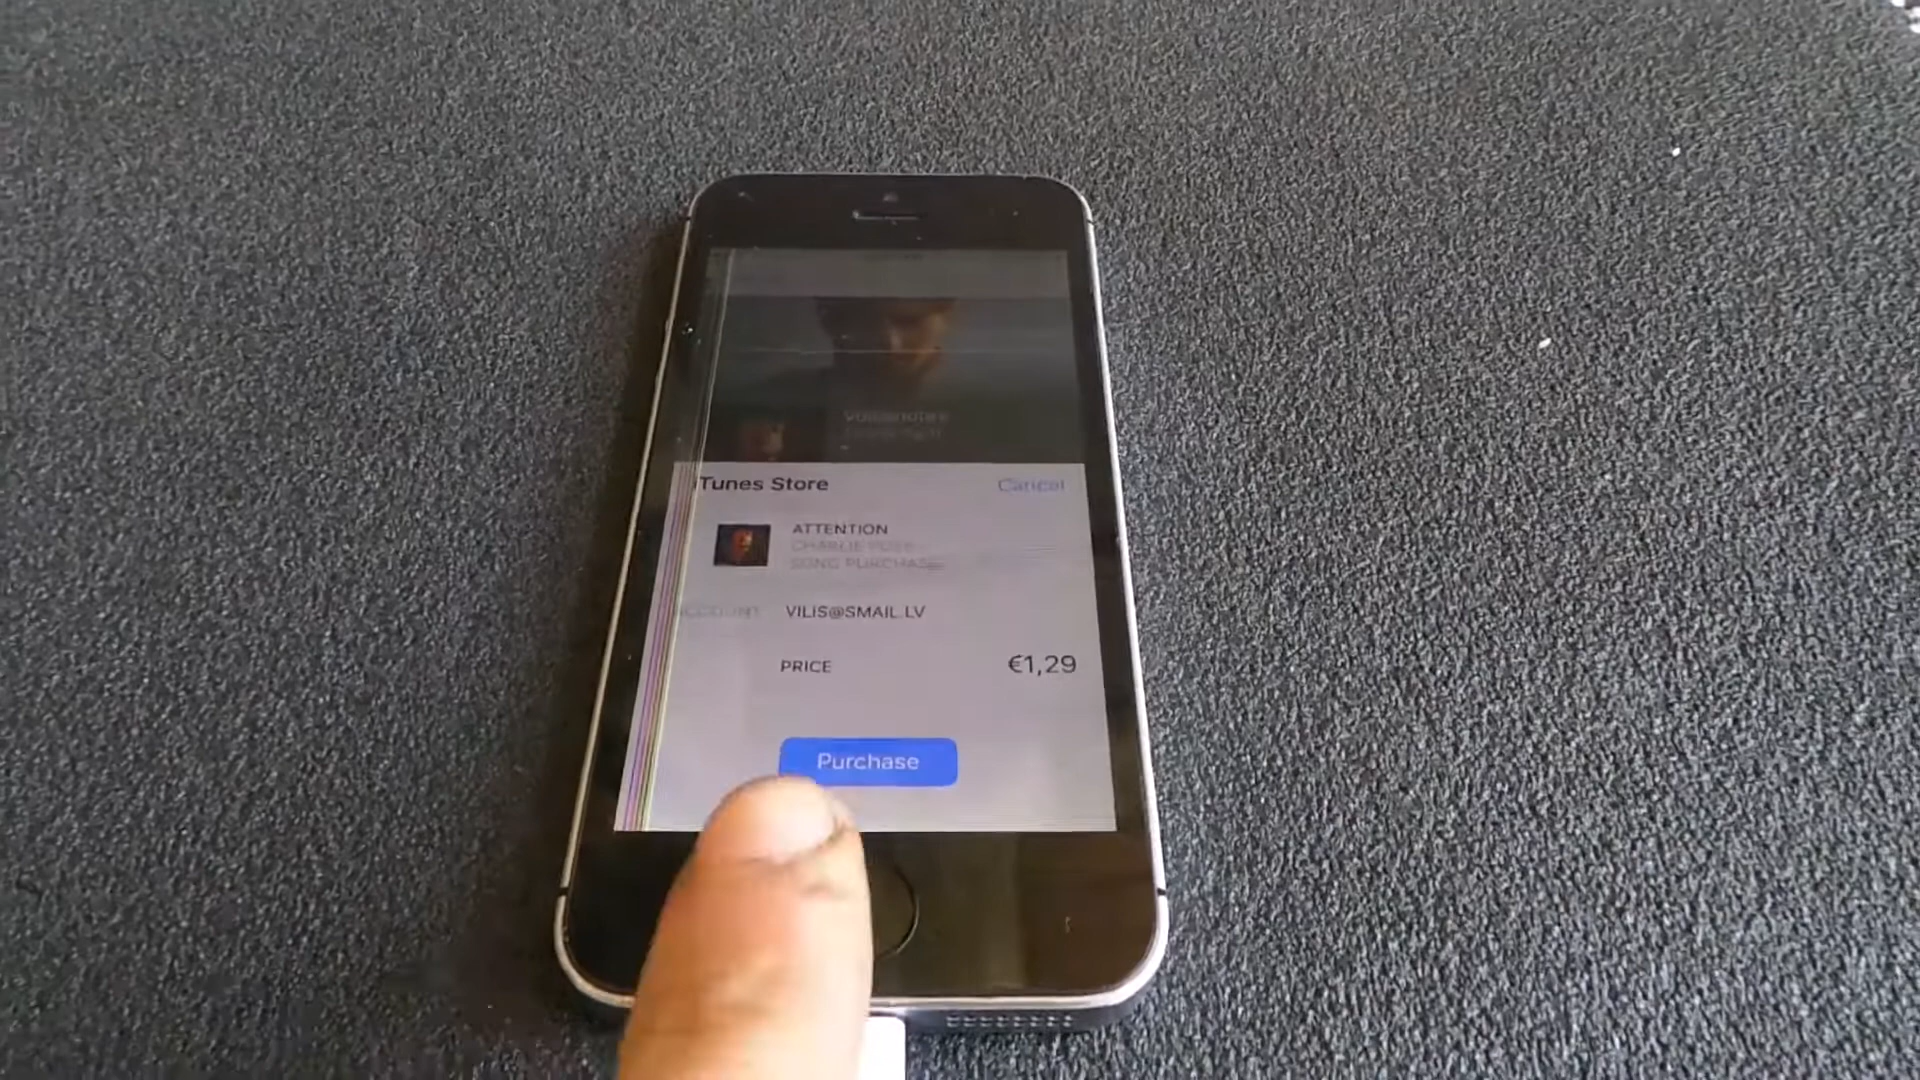 iTunes Store
Cancel
ATTENTION
CHARLIE PUTH
SONG PURCHASE
ACCOUNT
VILIS@SMAIL.LV
PRICE
€1,29
Purchase